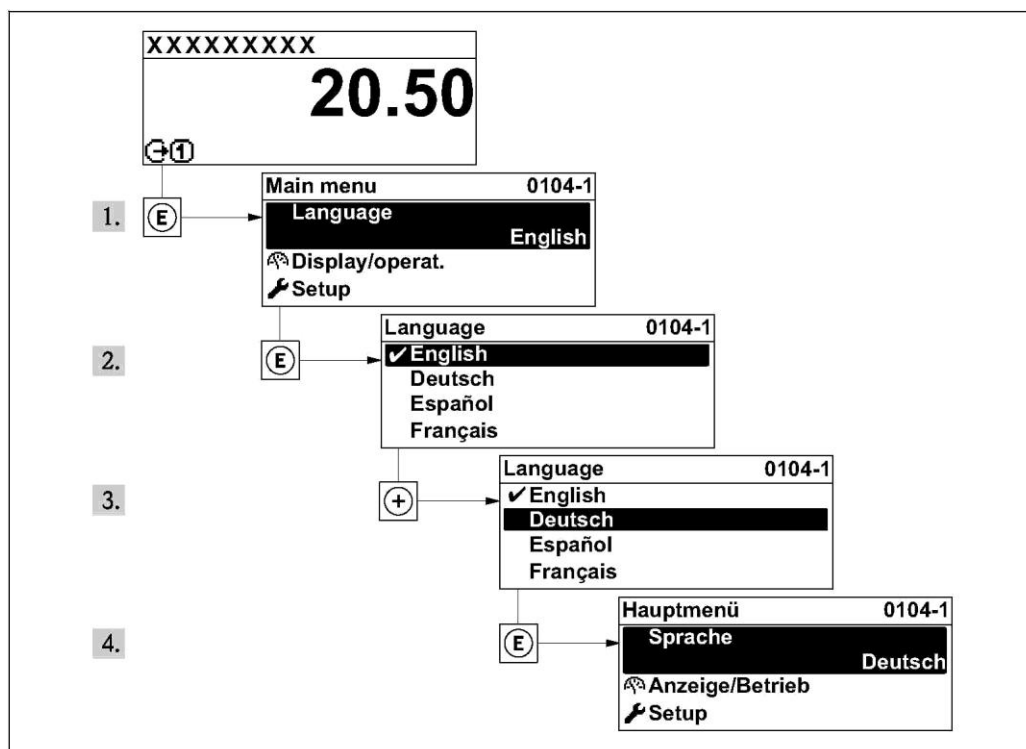 XXXXXXXXX
20.50
1
1.
E
Main menu 0104-1
Language
English
Display/operat.
Setup
2.
E
Language 0104-1
✔English
Deutsch
Español
Français
3.
+
Language 0104-1
✔English
Deutsch
Español
Français
4.
E
Hauptmenü 0104-1
Sprache
Deutsch
Anzeige/Betrieb
Setup